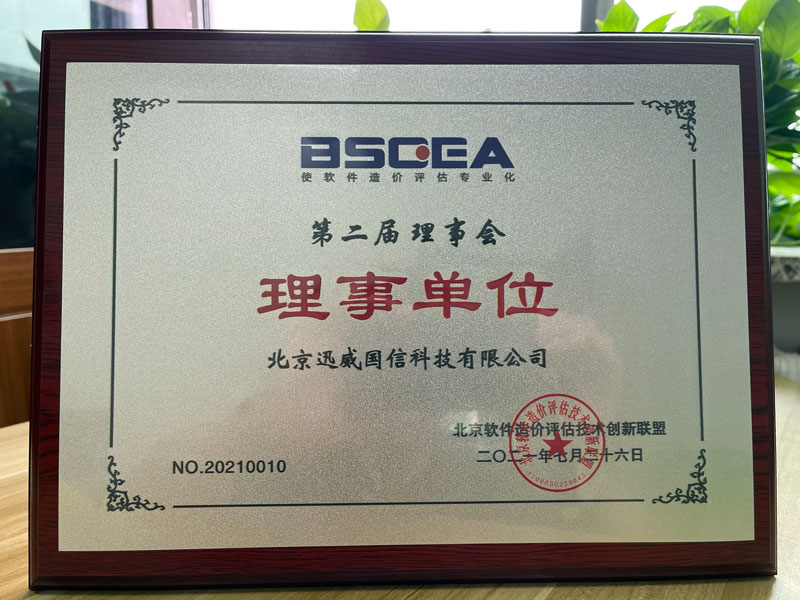 BSCEA
使软件造价评估专业化
第二届理事会
理事单位
北京迅威国信科技有限公司
北京软件造价评估技术创新联盟
二〇二一年七月二十六日
NO.20210010